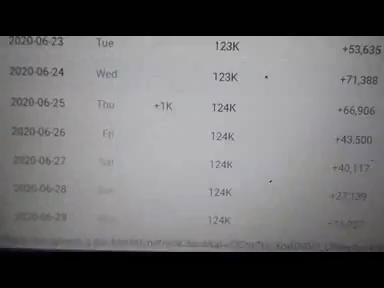 2020-06-23 Tue 123K +53,635
2020-06-24 Wed 123K +71,388
2020-06-25 Thu +1K 124K +66,906
2020-06-26 Fri 124K +43,500
2020-06-27 Sat 124K +40,117
2020-06-28 Sun 124K +27,139
2020-06-29 124K